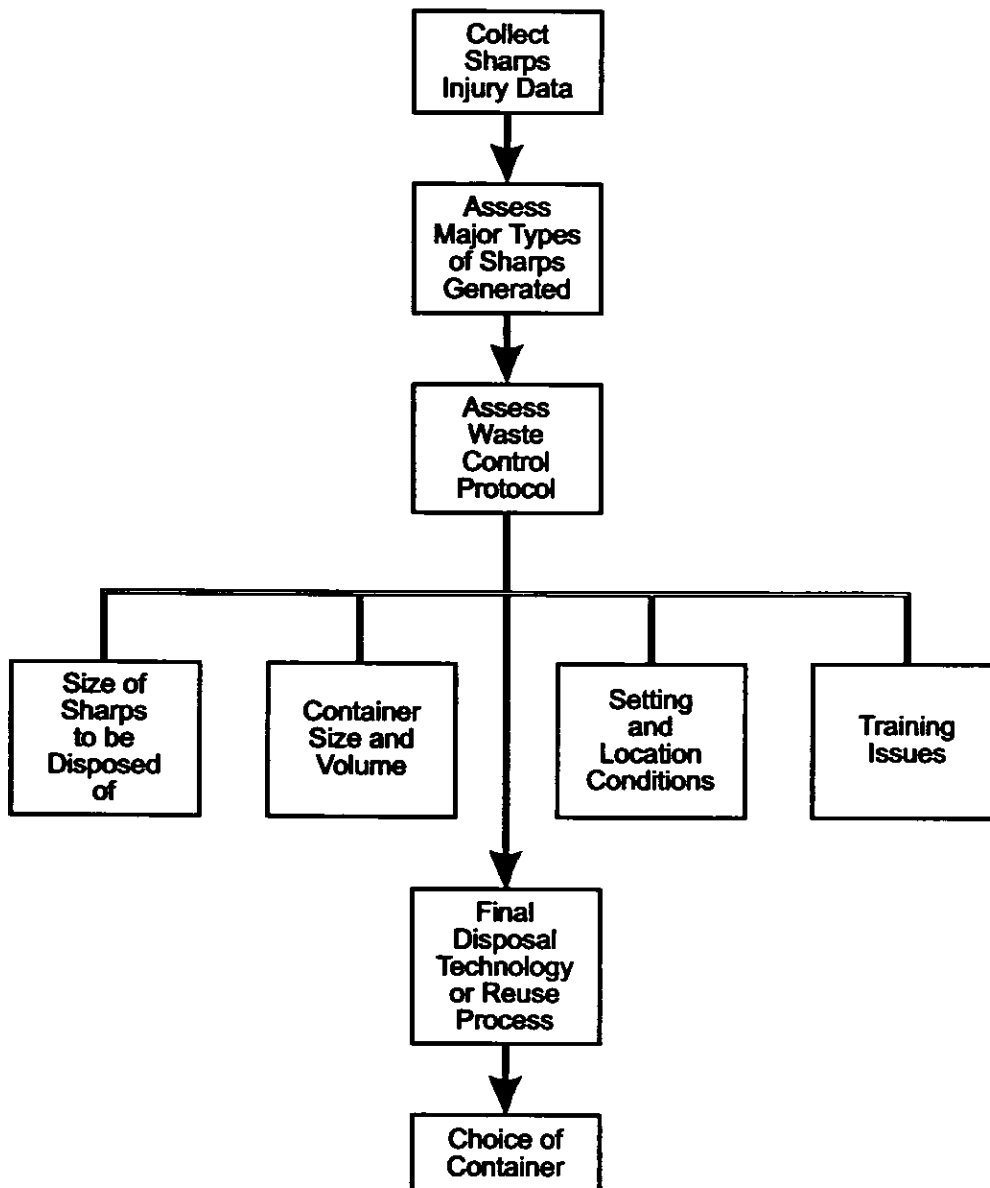 Collect
Sharps
Injury Data
Assess
Major Types
of Sharps
Generated
Assess
Waste
Control
Protocol
Size of
Sharps
to be
Disposed
of
Container
Size and
Volume
Setting
and
Location
Conditions
Training
Issues
Final
Disposal
Technology
or Reuse
Process
Choice of
Container